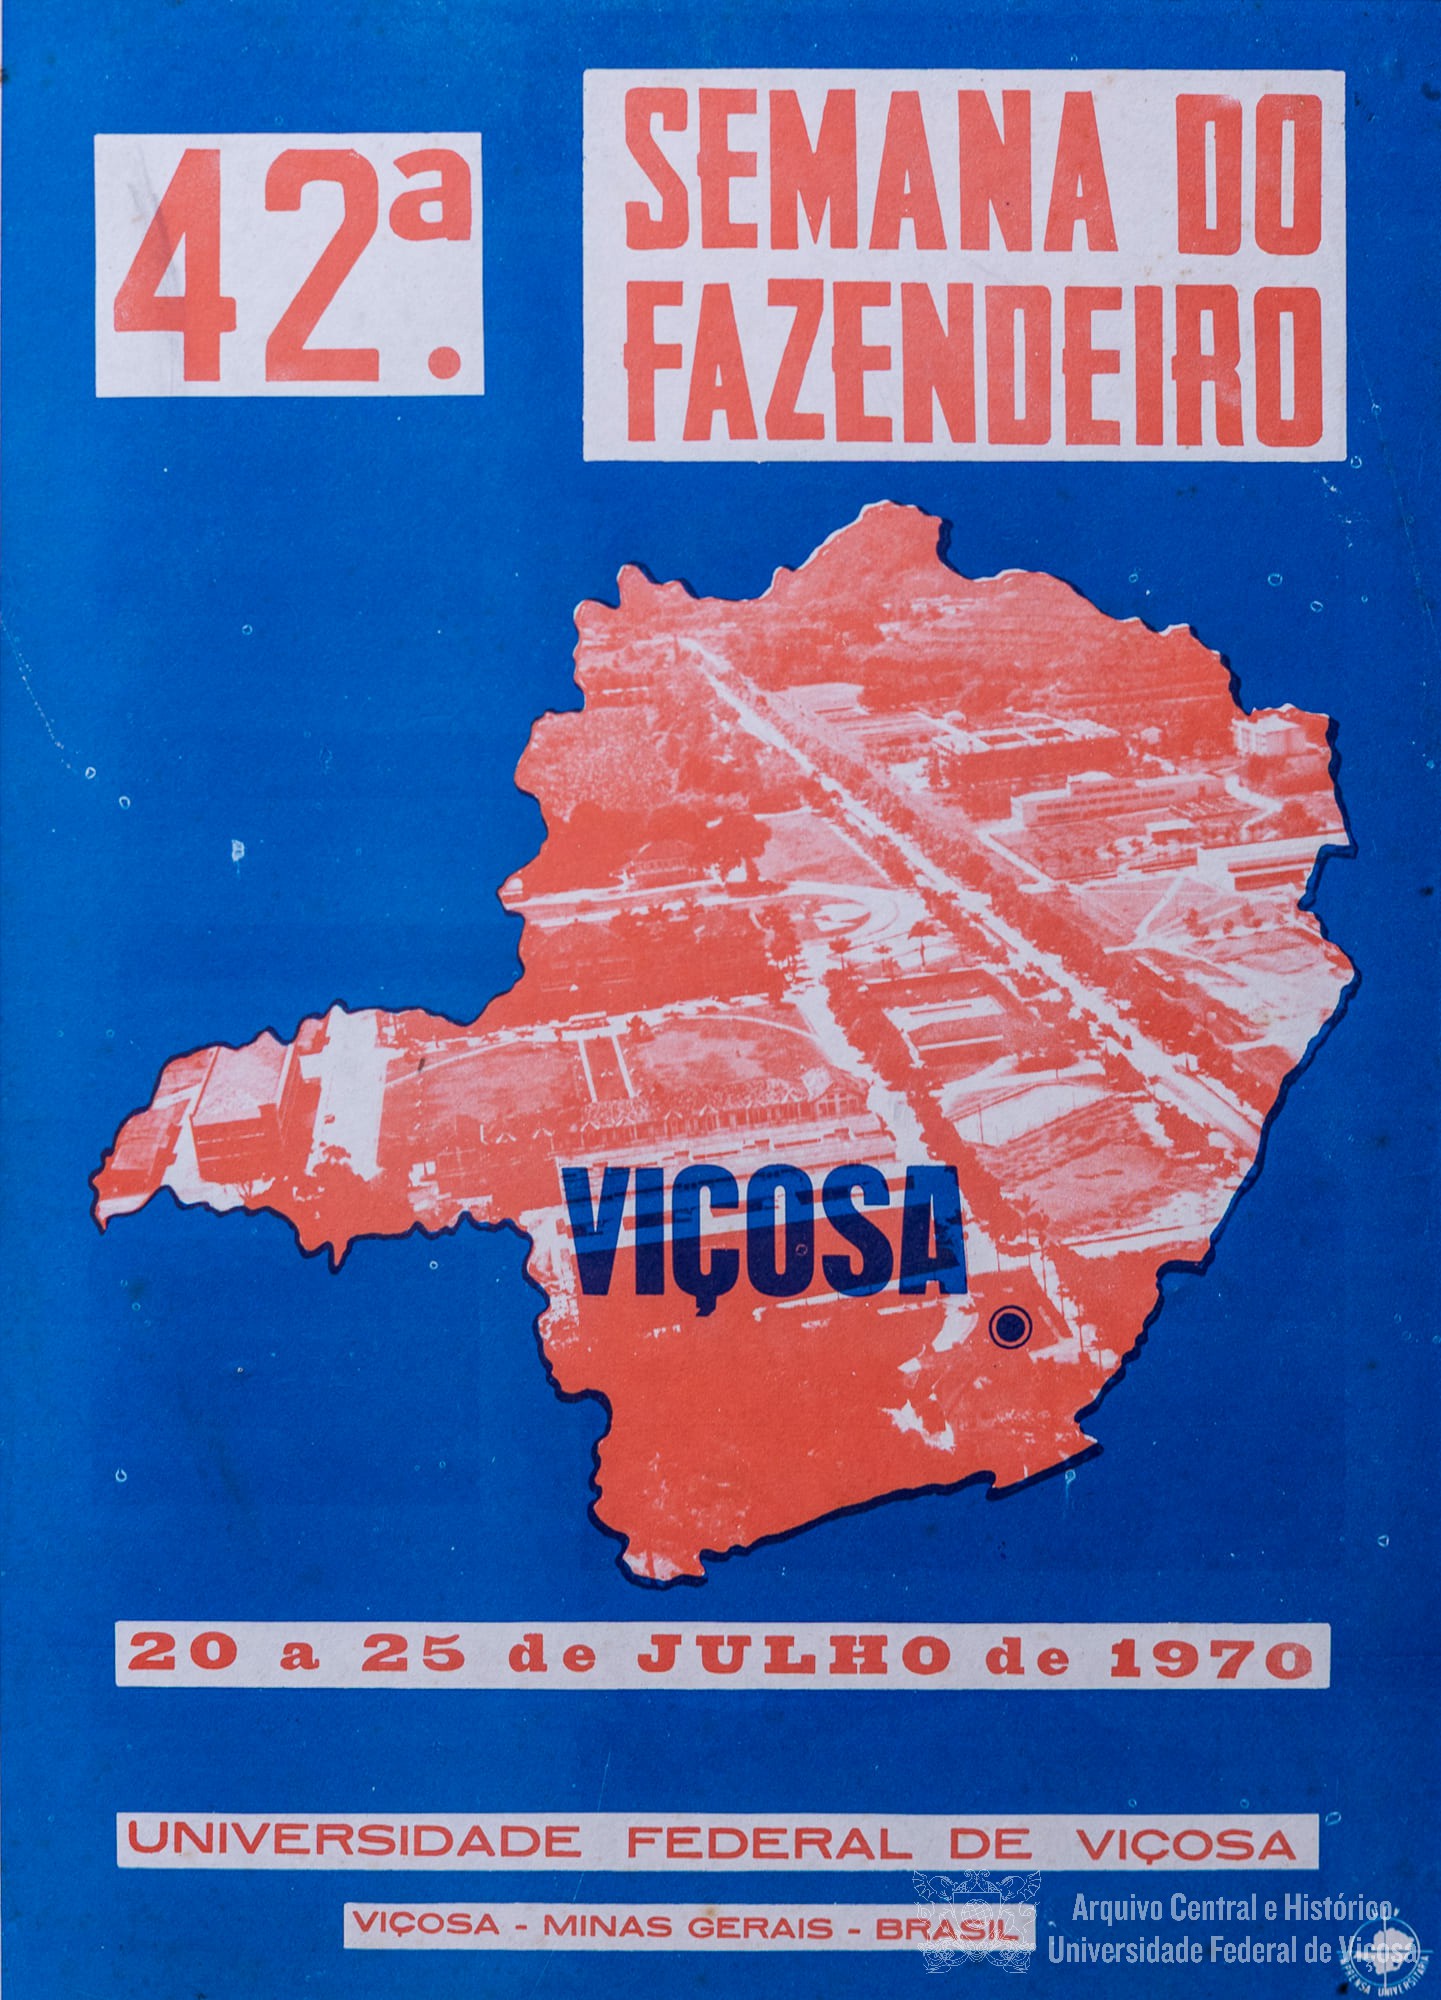 42ª.
SEMANA DO
FAZENDEIRO
VIÇOSA
20 a 25 de JULHO de 1970
UNIVERSIDADE FEDERAL DE VIÇOSA
VIÇOSA - MINAS GERAIS - BRASIL
Arquivo Central e Histórico
Universidade Federal de Viçosa